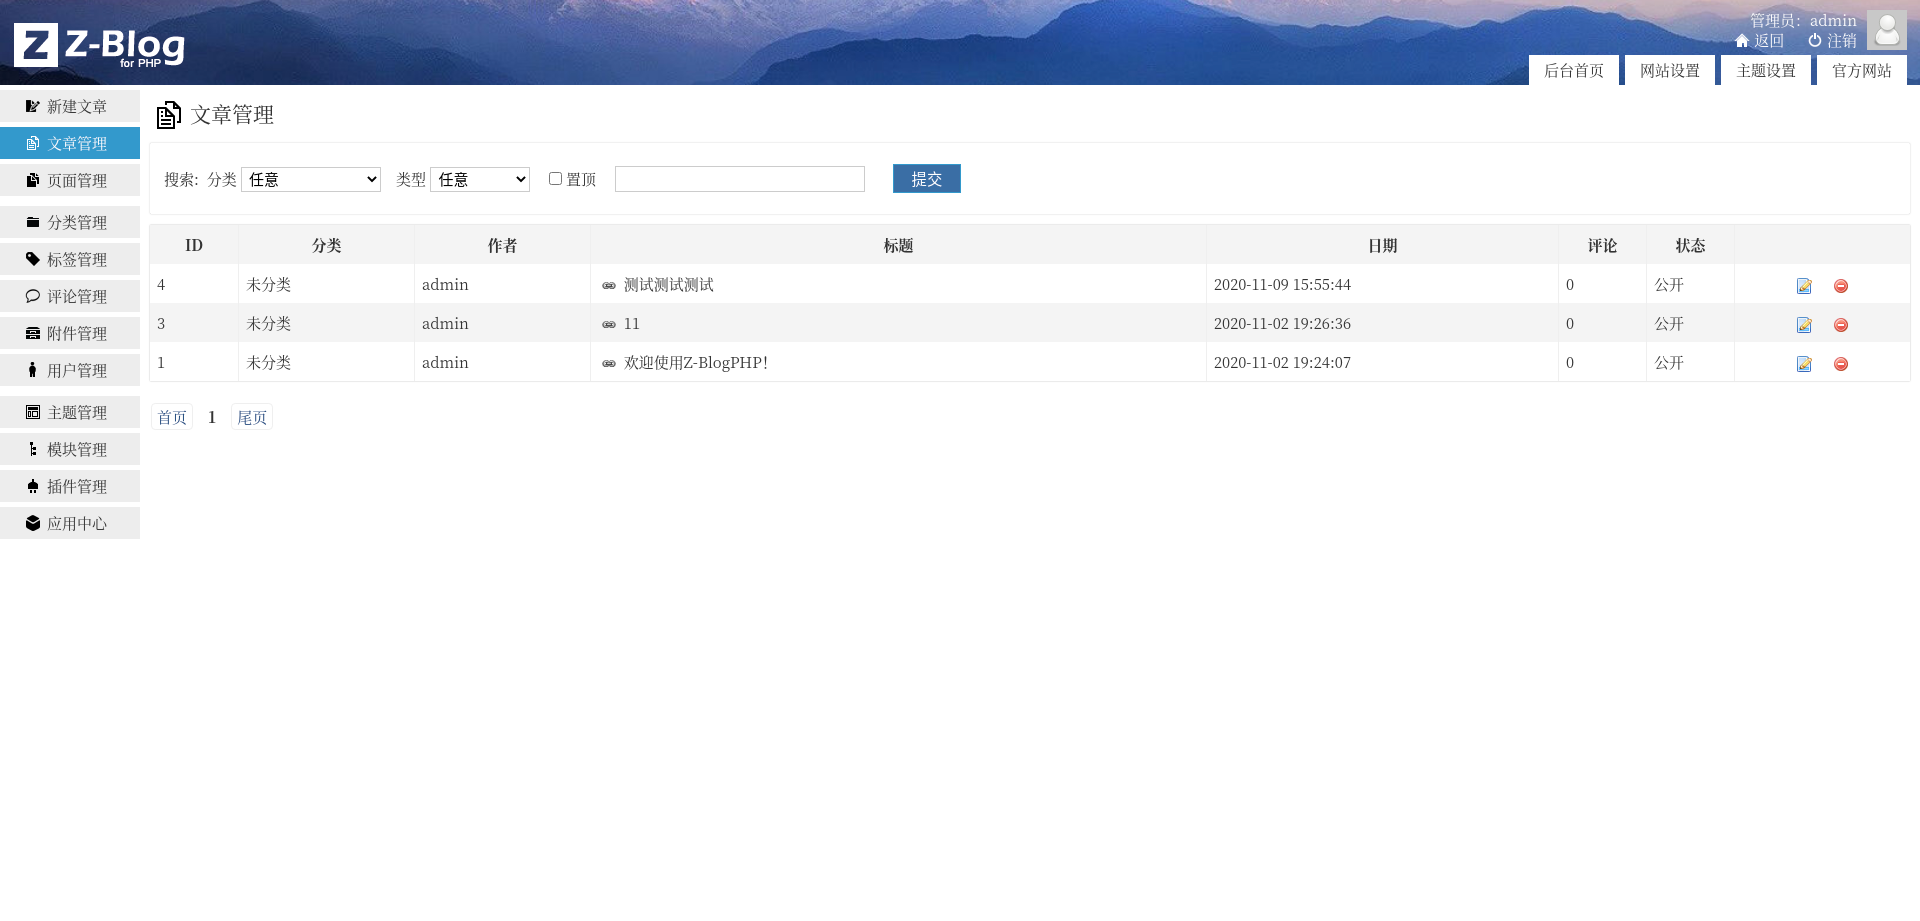 Z Z-Blog
for PHP
管理员：admin
返回 注销
后台首页 网站设置 主题设置 官方网站
新建文章
文章管理
页面管理
分类管理
标签管理
评论管理
附件管理
用户管理
主题管理
模块管理
插件管理
应用中心
文章管理
搜索: 分类 任意 类型 任意 置顶 提交
ID 分类 作者 标题 日期 评论 状态
4 未分类 admin 测试测试测试 2020-11-09 15:55:44 0 公开
3 未分类 admin 11 2020-11-02 19:26:36 0 公开
1 未分类 admin 欢迎使用Z-BlogPHP! 2020-11-02 19:24:07 0 公开
首页 1 尾页